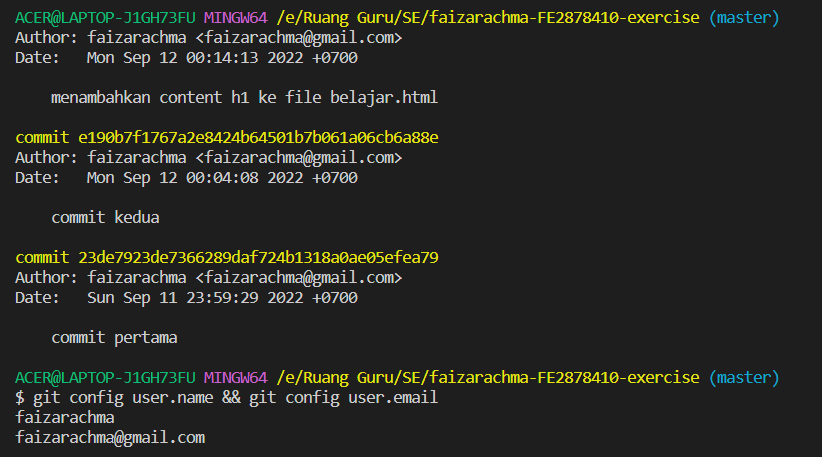 ACER@LAPTOP-J1GH73FU MINGW64 /e/Ruang Guru/SE/faizarachma-FE2878410-exercise (master)
Author: faizarachma <faizarachma@gmail.com>
Date:   Mon Sep 12 00:14:13 2022 +0700
    menambahkan content h1 ke file belajar.html
commit e190b7f1767a2e8424b64501b7b061a06cb6a88e
Author: faizarachma <faizarachma@gmail.com>
Date:   Mon Sep 12 00:04:08 2022 +0700
    commit kedua
commit 23de7923de7366289daf724b1318a0ae05efea79
Author: faizarachma <faizarachma@gmail.com>
Date:   Sun Sep 11 23:59:29 2022 +0700
    commit pertama
ACER@LAPTOP-J1GH73FU MINGW64 /e/Ruang Guru/SE/faizarachma-FE2878410-exercise (master)
$ git config user.name && git config user.email
faizarachma
faizarachma@gmail.com